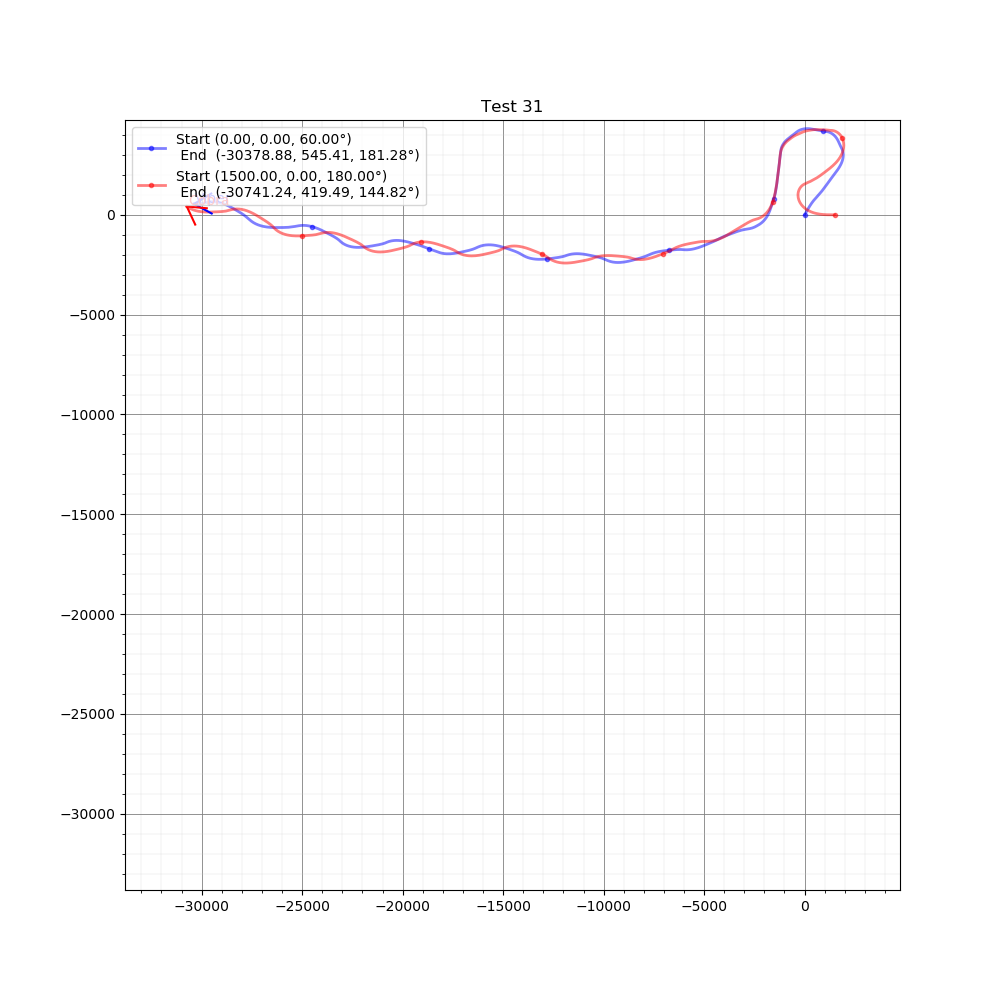 Test 31
Start (0.00, 0.00, 60.00°)
End (-30378.88, 545.41, 181.28°)
Start (1500.00, 0.00, 180.00°)
End (-30741.24, 419.49, 144.82°)
0
−5000
−10000
−15000
−20000
−25000
−30000
−30000 −25000 −20000 −15000 −10000 −5000 0